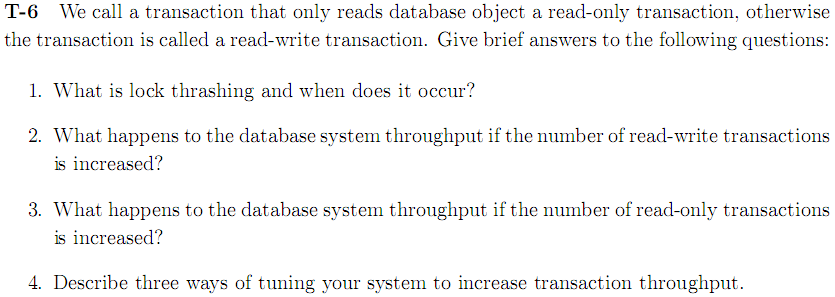 T-6 We call a transaction that only reads database object a read-only transaction, otherwise
the transaction is called a read-write transaction. Give brief answers to the following questions:
1. What is lock thrashing and when does it occur?
2. What happens to the database system throughput if the number of read-write transactions
is increased?
3. What happens to the database system throughput if the number of read-only transactions
is increased?
4. Describe three ways of tuning your system to increase transaction throughput.